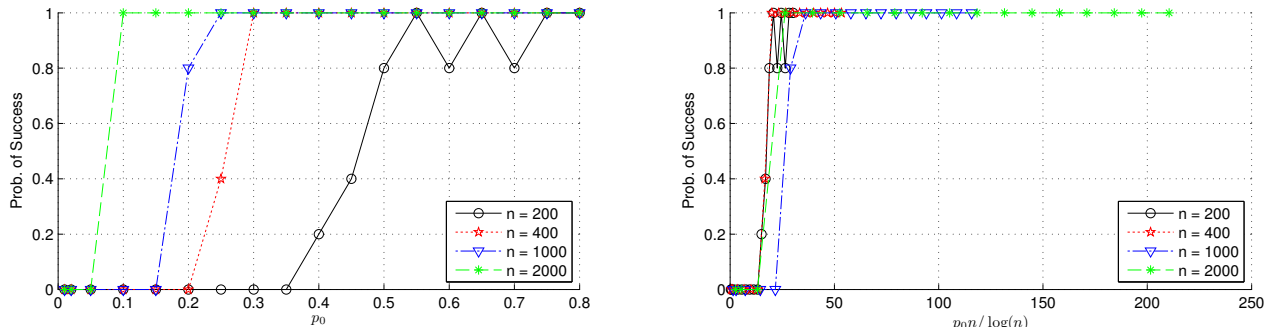 1
0.8
0.6
0.4
0.2
0
Prob. of Success
0 0.1 0.2 0.3 0.4 0.5 0.6 0.7 0.8
p₀
n = 200
n = 400
n = 1000
n = 2000
1
0.8
0.6
0.4
0.2
0
Prob. of Success
0 50 100 150 200 250
p₀n/ log(n)
n = 200
n = 400
n = 1000
n = 2000